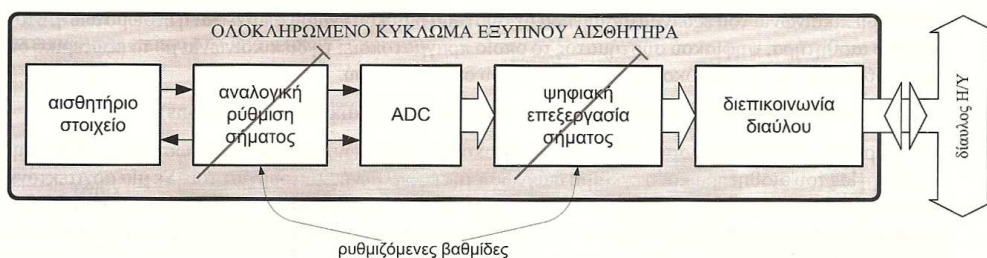 ΟΛΟΚΛΗΡΩΜΕΝΟ ΚΥΚΛΩΜΑ ΕΞΥΠΝΟΥ ΑΙΣΘΗΤΗΡΑ
αισθητήριο
στοιχείο
αναλογική
ρύθμιση
σήματος
ADC
ψηφιακή
επεξεργασία
σήματος
διεπικοινωνία
διαύλου
δίαυλος Η/Υ
ρυθμιζόμενες βαθμίδες